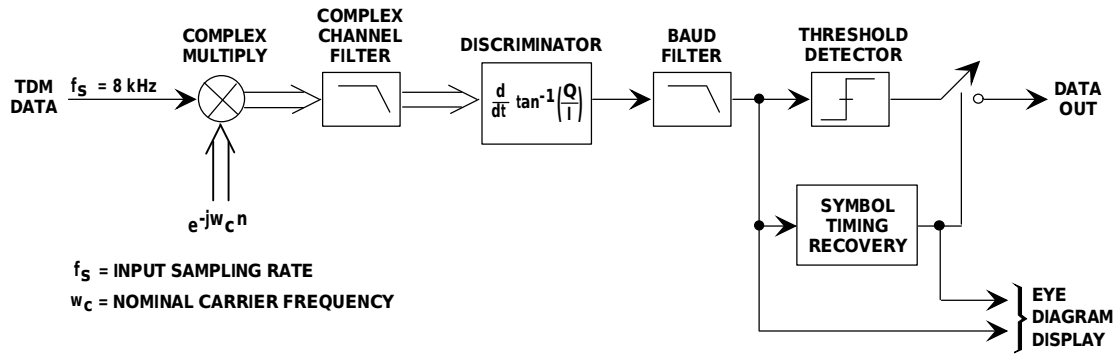 COMPLEX
MULTIPLY
COMPLEX
CHANNEL
FILTER
DISCRIMINATOR
BAUD
FILTER
THRESHOLD
DETECTOR
TDM
DATA
fs = 8 kHz
d/dt tan-1(Q/I)
DATA
OUT
e-jwcn
SYMBOL
TIMING
RECOVERY
fs = INPUT SAMPLING RATE
wc = NOMINAL CARRIER FREQUENCY
EYE
DIAGRAM
DISPLAY